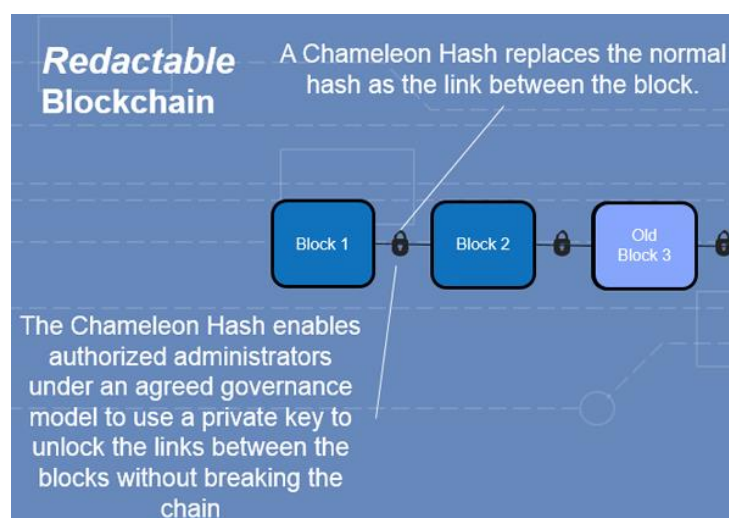 Redactable
Blockchain
A Chameleon Hash replaces the normal
hash as the link between the block.
Block 1
Block 2
Old
Block 3
The Chameleon Hash enables
authorized administrators
under an agreed governance
model to use a private key to
unlock the links between the
blocks without breaking the
chain